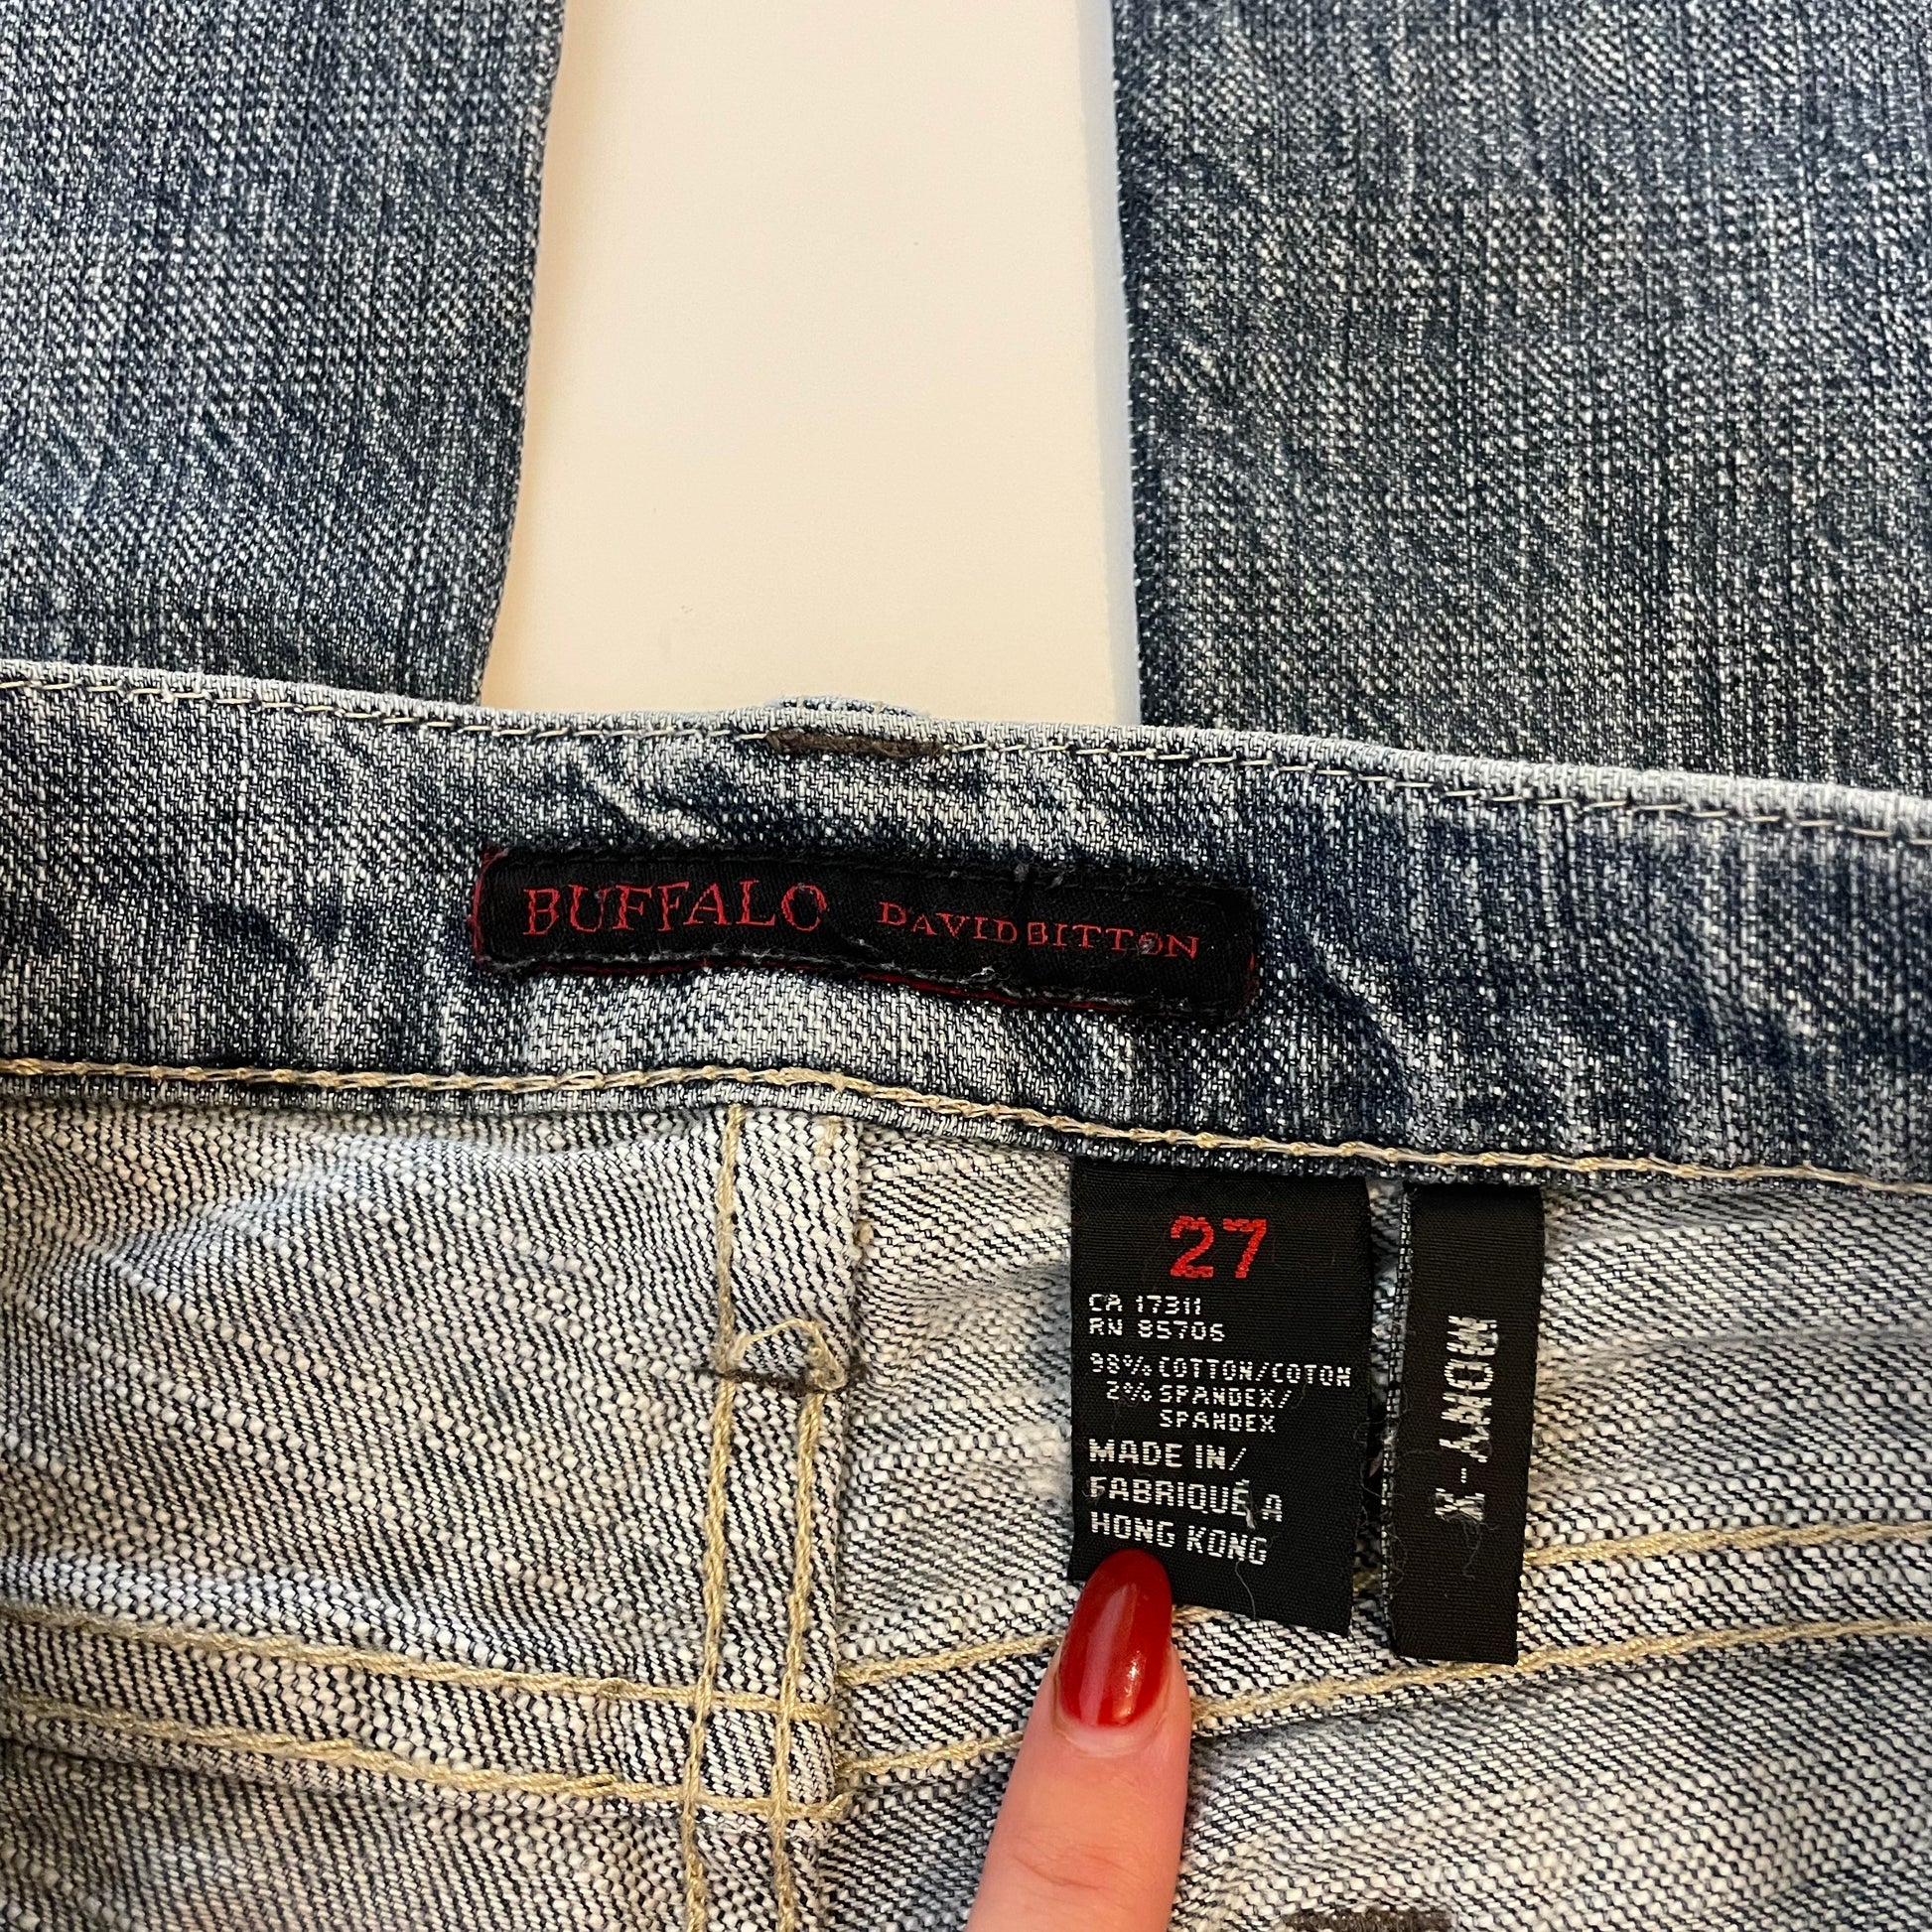 BUFFALO DAVID BITTON
27
CA 17311
RN 85706
98% COTTON/COTON
2% SPANDEX/
SPANDEX
MADE IN/
FABRIQUÉ A
HONG KONG
MONY-X